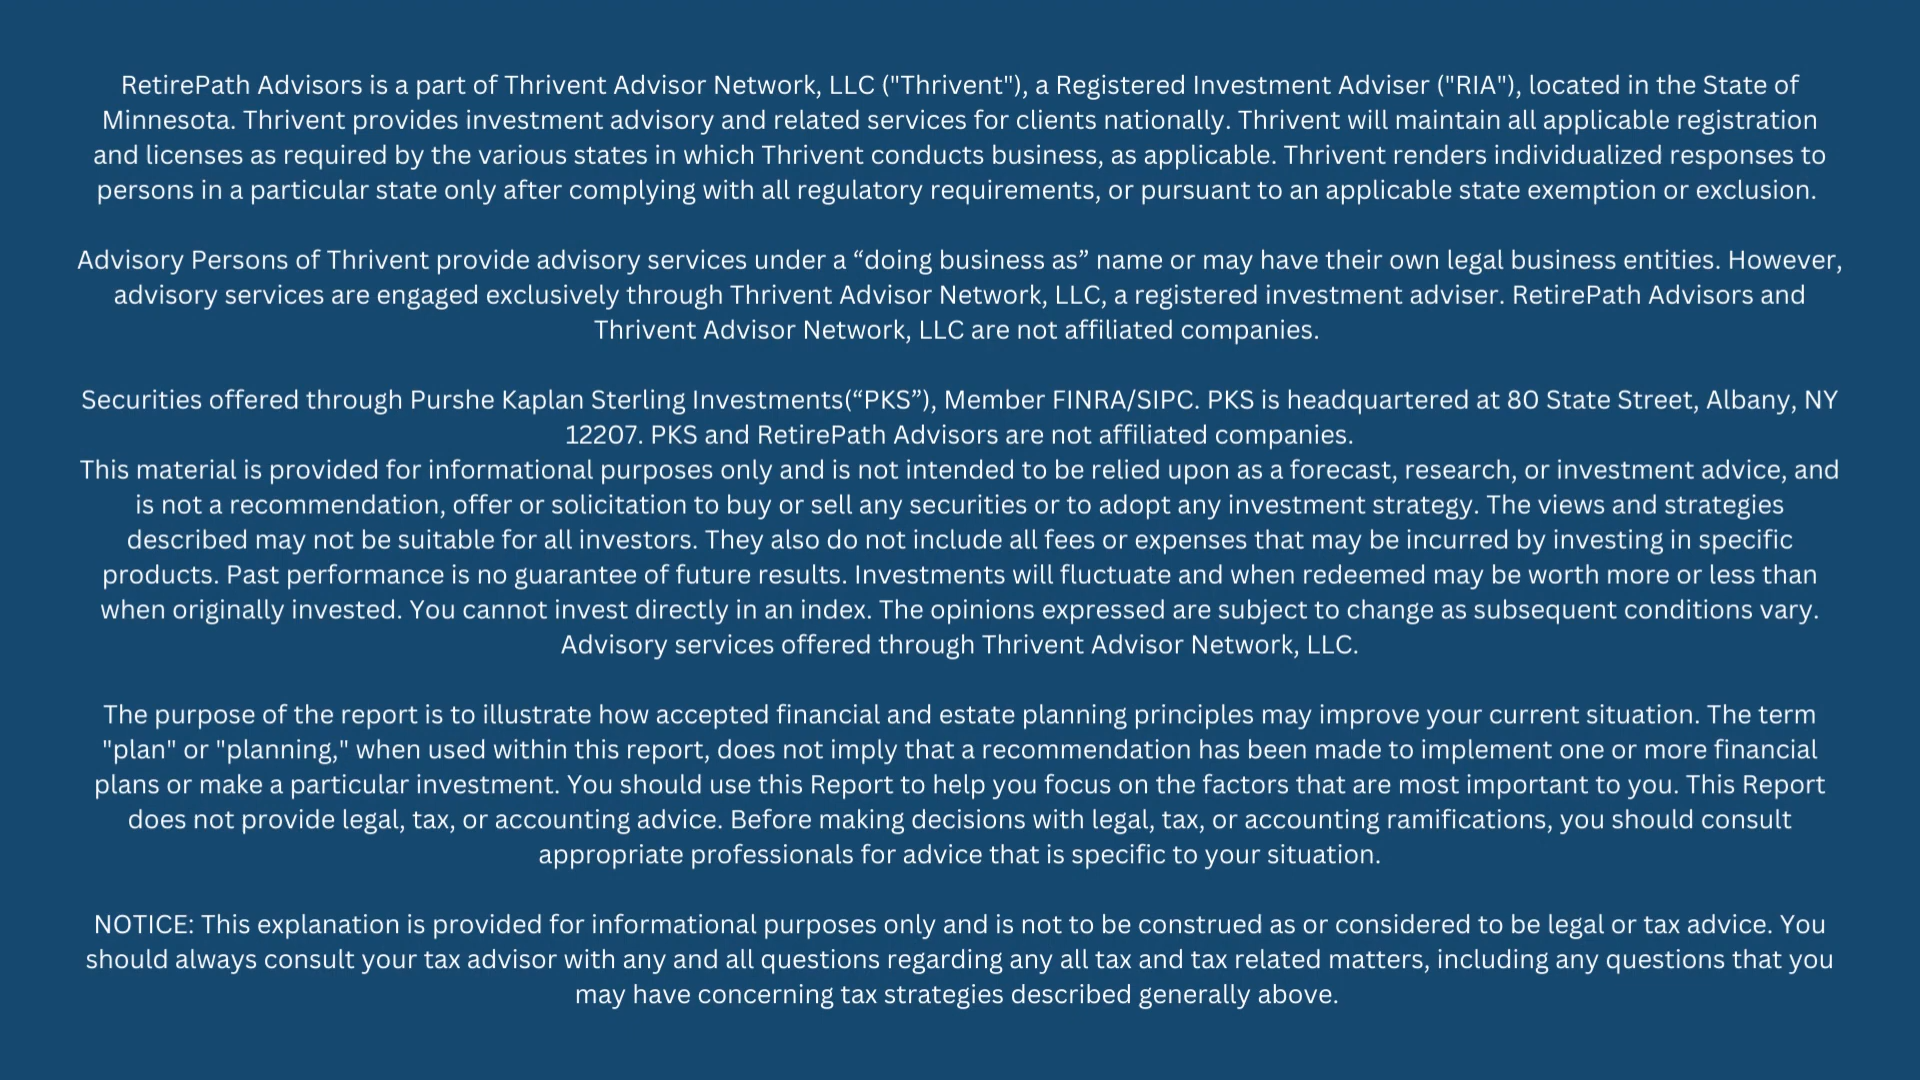 RetirePath Advisors is a part of Thrivent Advisor Network, LLC ("Thrivent"), a Registered Investment Adviser ("RIA"), located in the State of
Minnesota. Thrivent provides investment advisory and related services for clients nationally. Thrivent will maintain all applicable registration
and licenses as required by the various states in which Thrivent conducts business, as applicable. Thrivent renders individualized responses to
persons in a particular state only after complying with all regulatory requirements, or pursuant to an applicable state exemption or exclusion.
Advisory Persons of Thrivent provide advisory services under a “doing business as” name or may have their own legal business entities. However,
advisory services are engaged exclusively through Thrivent Advisor Network, LLC, a registered investment adviser. RetirePath Advisors and
Thrivent Advisor Network, LLC are not affiliated companies.
Securities offered through Purshe Kaplan Sterling Investments(“PKS”), Member FINRA/SIPC. PKS is headquartered at 80 State Street, Albany, NY
12207. PKS and RetirePath Advisors are not affiliated companies.
This material is provided for informational purposes only and is not intended to be relied upon as a forecast, research, or investment advice, and
is not a recommendation, offer or solicitation to buy or sell any securities or to adopt any investment strategy. The views and strategies
described may not be suitable for all investors. They also do not include all fees or expenses that may be incurred by investing in specific
products. Past performance is no guarantee of future results. Investments will fluctuate and when redeemed may be worth more or less than
when originally invested. You cannot invest directly in an index. The opinions expressed are subject to change as subsequent conditions vary.
Advisory services offered through Thrivent Advisor Network, LLC.
The purpose of the report is to illustrate how accepted financial and estate planning principles may improve your current situation. The term
"plan" or "planning," when used within this report, does not imply that a recommendation has been made to implement one or more financial
plans or make a particular investment. You should use this Report to help you focus on the factors that are most important to you. This Report
does not provide legal, tax, or accounting advice. Before making decisions with legal, tax, or accounting ramifications, you should consult
appropriate professionals for advice that is specific to your situation.
NOTICE: This explanation is provided for informational purposes only and is not to be construed as or considered to be legal or tax advice. You
should always consult your tax advisor with any and all questions regarding any all tax and tax related matters, including any questions that you
may have concerning tax strategies described generally above.